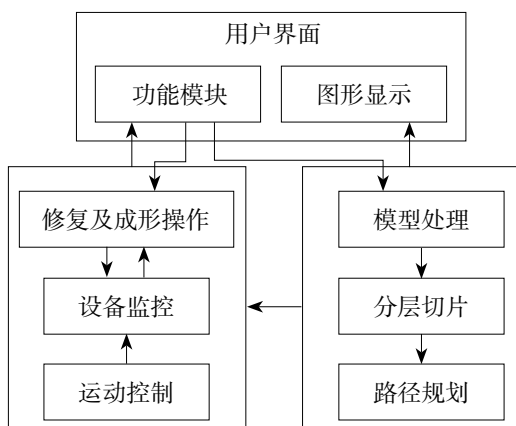 用户界面
功能模块
图形显示
修复及成形操作
模型处理
设备监控
分层切片
运动控制
路径规划